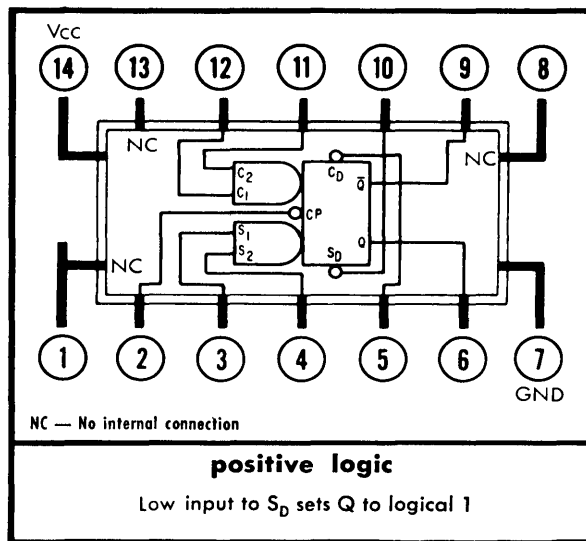 VCC
14 13 12 11 10 9 8
NC
NC
C2
C1
CD
Q̅
CP
S1
S2
Q
SD
NC
1 2 3 4 5 6 7
GND
NC — No internal connection
positive logic
Low input to SD sets Q to logical 1